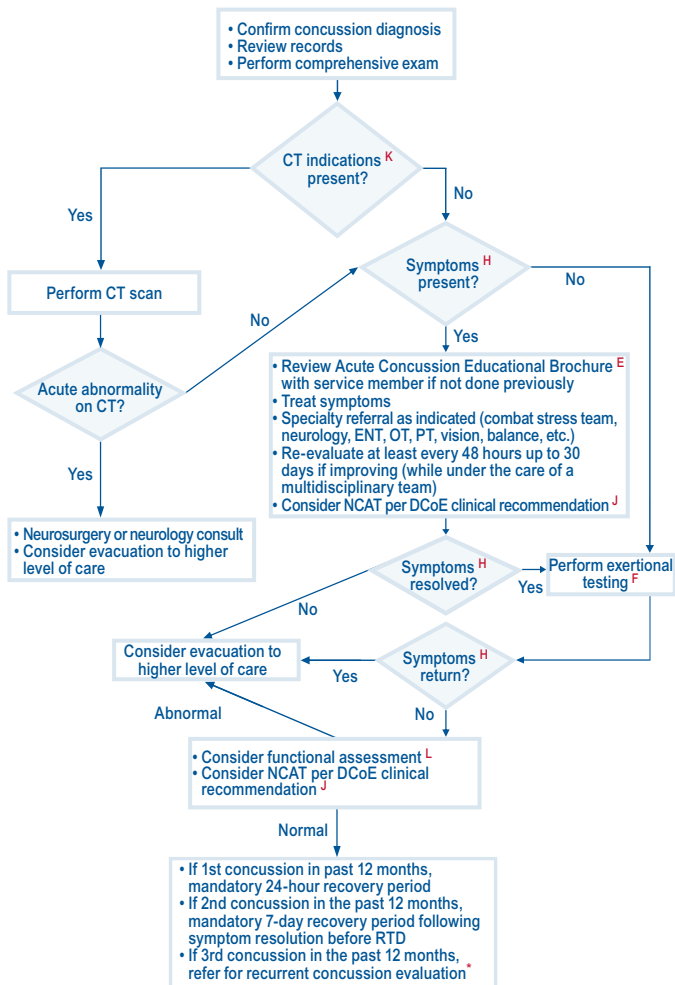 • Confirm concussion diagnosis
• Review records
• Perform comprehensive exam
CT indications K
present?
Yes
No
Perform CT scan
Symptoms H
present?
No
No
Yes
Acute abnormality
on CT?
• Review Acute Concussion Educational Brochure E
with service member if not done previously
• Treat symptoms
• Specialty referral as indicated (combat stress team,
neurology, ENT, OT, PT, vision, balance, etc.)
• Re-evaluate at least every 48 hours up to 30
days if improving (while under the care of a
multidisciplinary team)
• Consider NCAT per DCoE clinical recommendation J
Yes
• Neurosurgery or neurology consult
• Consider evacuation to higher
level of care
Symptoms H
resolved?
Yes
Perform exertional
testing F
No
Consider evacuation to
higher level of care
Yes
Symptoms H
return?
Abnormal
No
• Consider functional assessment L
• Consider NCAT per DCoE clinical
recommendation J
Normal
• If 1st concussion in past 12 months,
mandatory 24-hour recovery period
• If 2nd concussion in the past 12 months,
mandatory 7-day recovery period following
symptom resolution before RTD
• If 3rd concussion in the past 12 months,
refer for recurrent concussion evaluation*